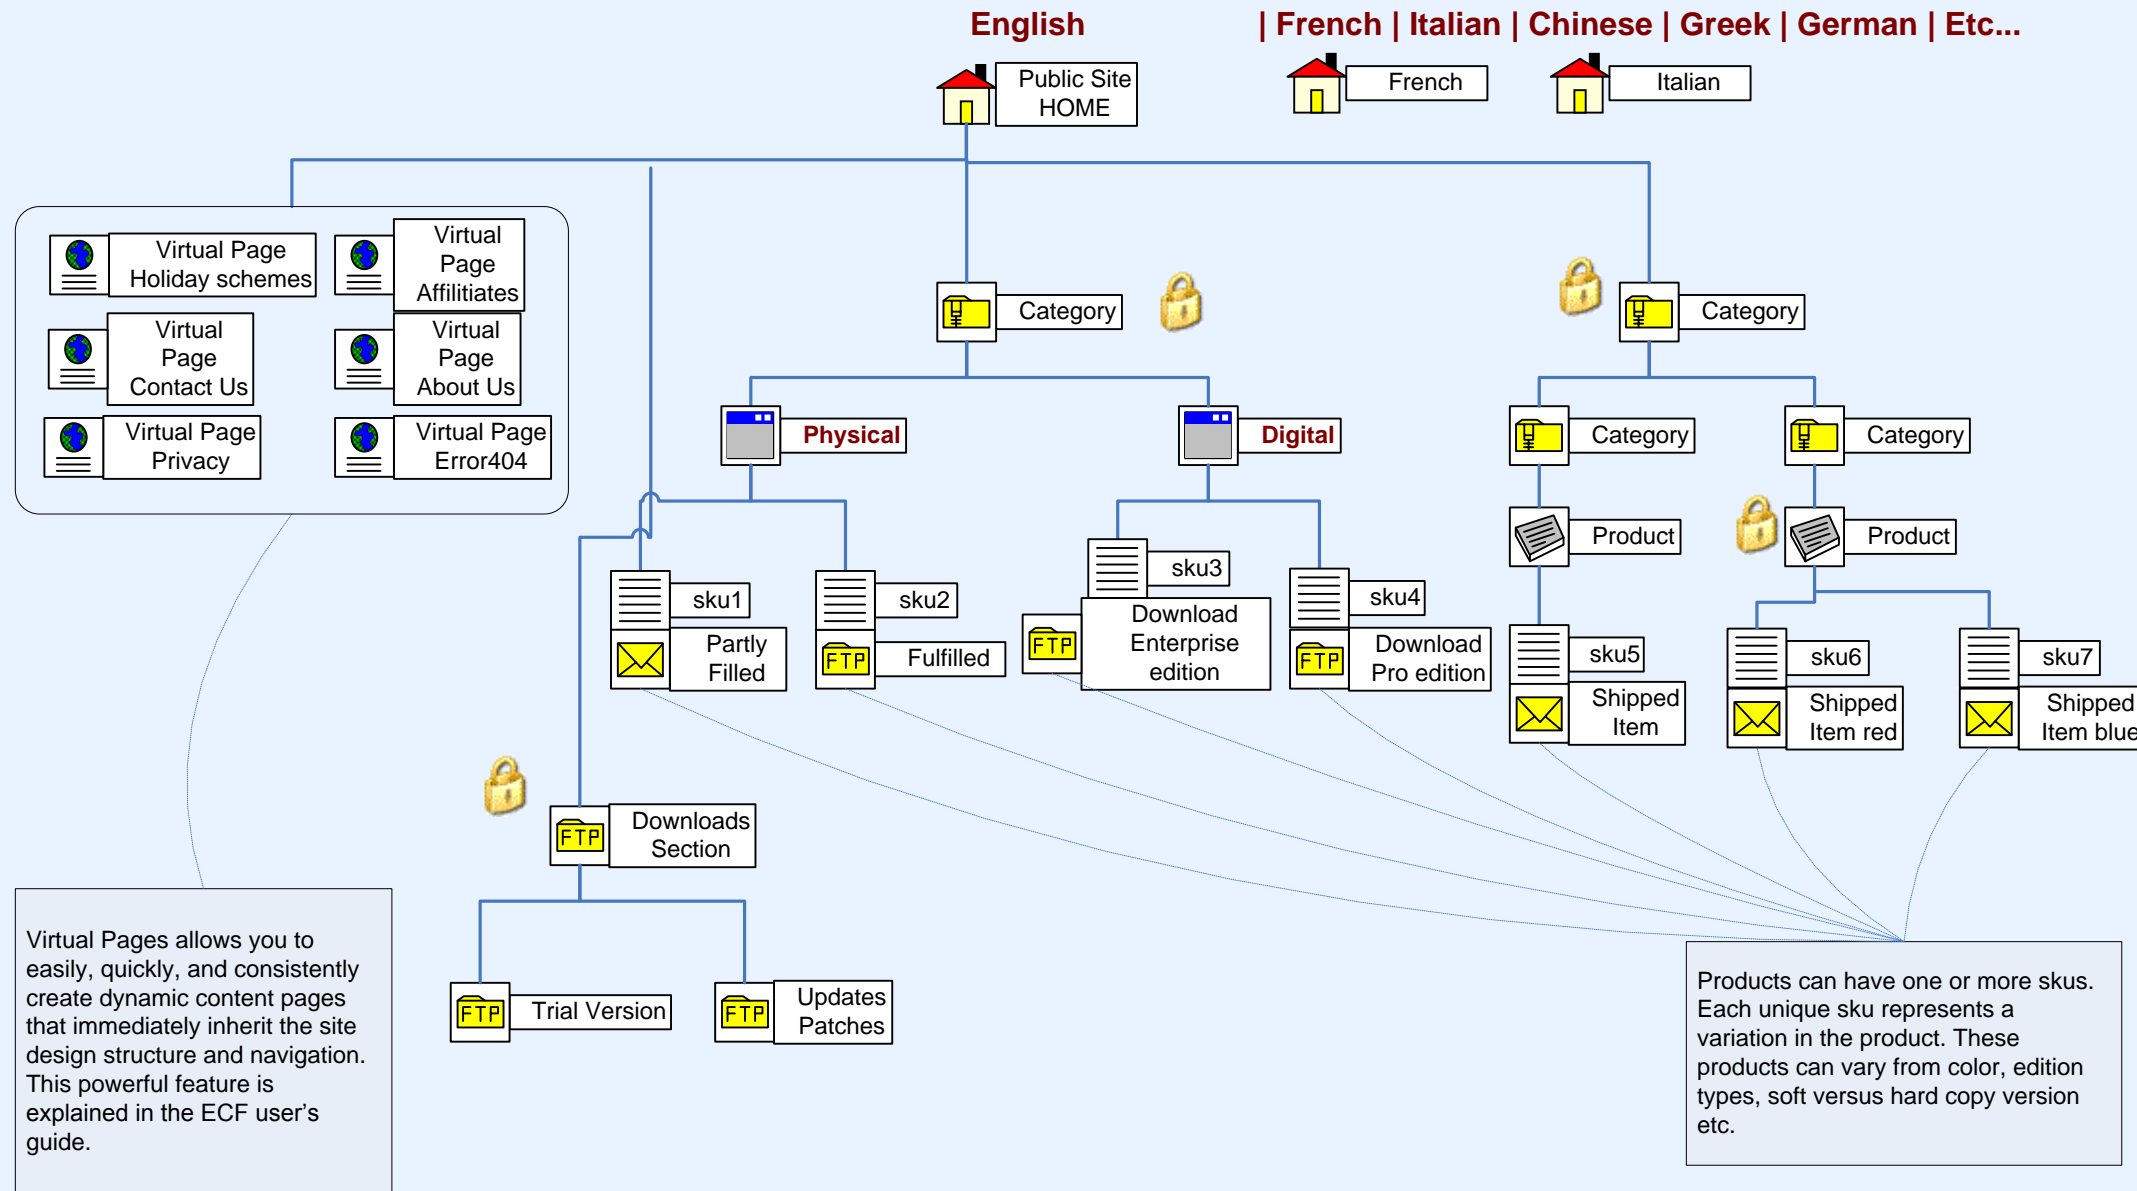 English | French | Italian | Chinese | Greek | German | Etc...
Public Site
HOME
French
Italian
Virtual Page
Holiday schemes
Virtual
Page
Affilitiates
Virtual
Page
Contact Us
Virtual
Page
About Us
Virtual Page
Privacy
Virtual Page
Error404
Category
Category
Physical
Digital
Category
Category
Product
Product
sku1
Partly
Filled
sku2
FTP
Fulfilled
sku3
FTP
Download
Enterprise
edition
sku4
FTP
Download
Pro edition
sku5
Shipped
Item
sku6
Shipped
Item red
sku7
Shipped
Item blue
FTP
Downloads
Section
FTP
Trial Version
FTP
Updates
Patches
Virtual Pages allows you to
easily, quickly, and consistently
create dynamic content pages
that immediately inherit the site
design structure and navigation.
This powerful feature is
explained in the ECF user's
guide.
Products can have one or more skus.
Each unique sku represents a
variation in the product. These
products can vary from color, edition
types, soft versus hard copy version
etc.